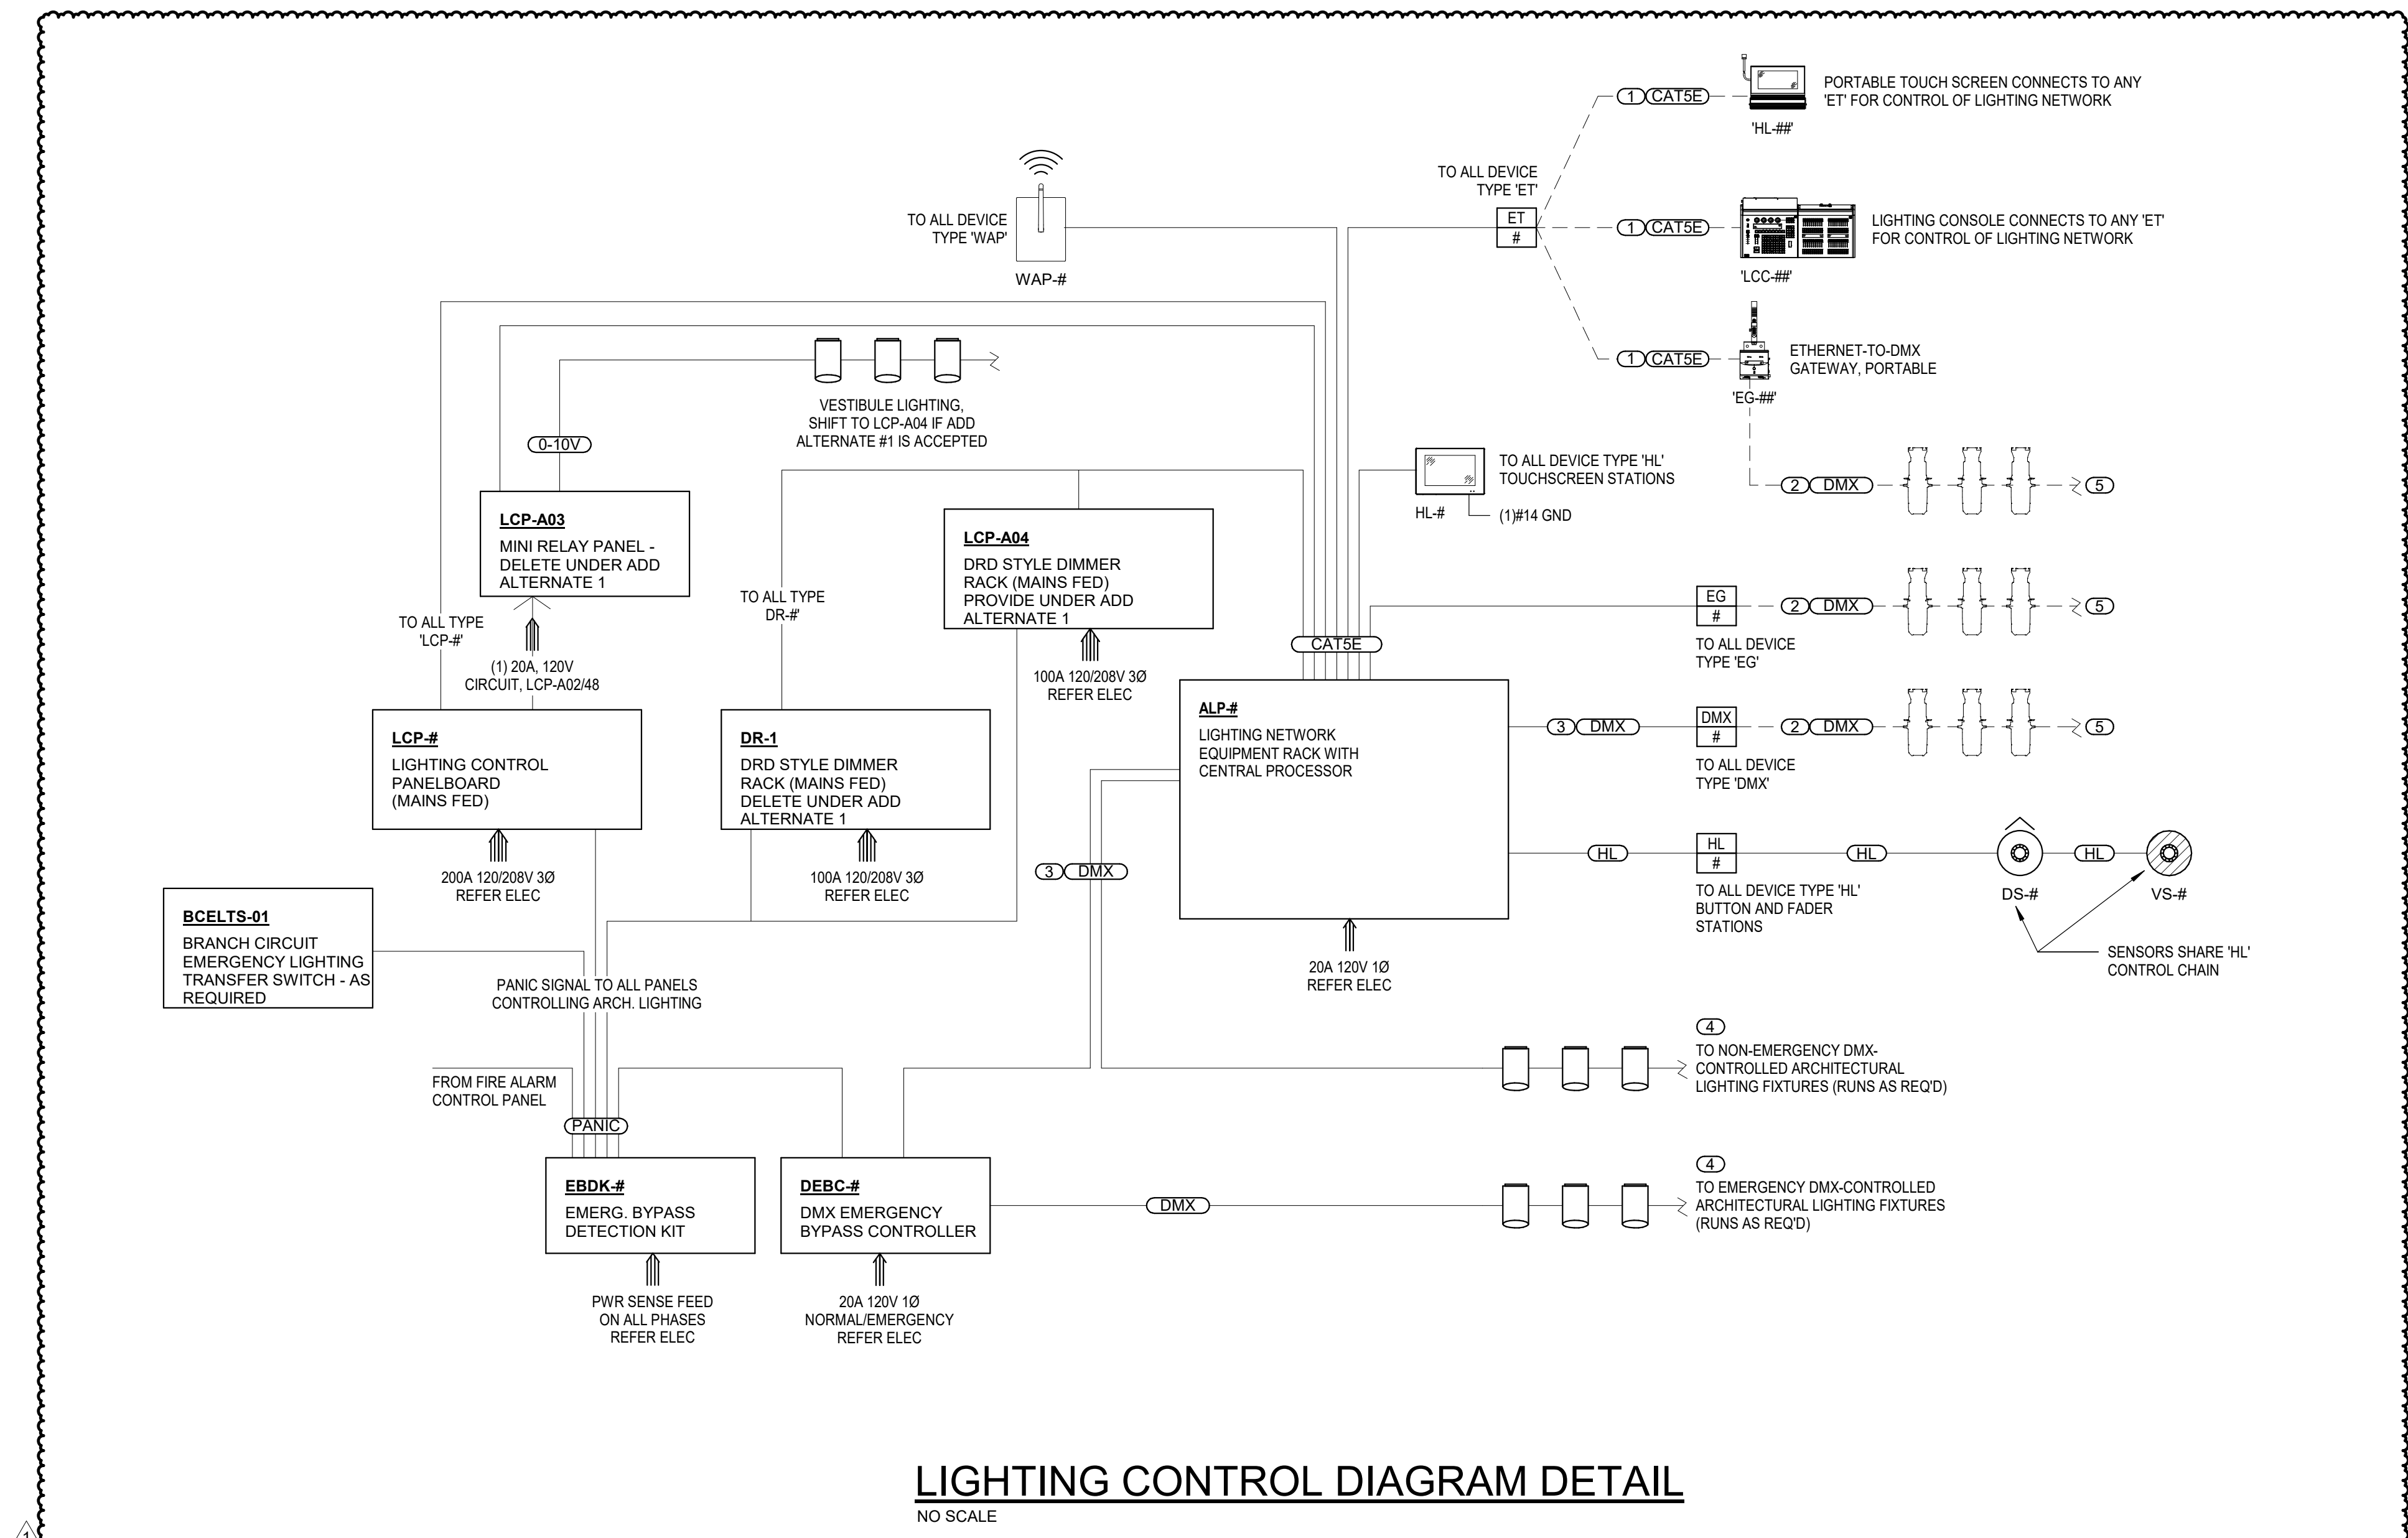 1
CAT5E
PORTABLE TOUCH SCREEN CONNECTS TO ANY
'ET' FOR CONTROL OF LIGHTING NETWORK
'HL-##'
TO ALL DEVICE
TYPE 'ET'
ET
#
TO ALL DEVICE
TYPE 'WAP'
WAP-#
1
CAT5E
LIGHTING CONSOLE CONNECTS TO ANY 'ET'
FOR CONTROL OF LIGHTING NETWORK
'LCC-##'
1
CAT5E
ETHERNET-TO-DMX
GATEWAY, PORTABLE
'EG-##'
VESTIBULE LIGHTING,
SHIFT TO LCP-A04 IF ADD
ALTERNATE #1 IS ACCEPTED
0-10V
TO ALL DEVICE TYPE 'HL'
TOUCHSCREEN STATIONS
HL-#
(1)#14 GND
2
DMX
5
LCP-A03
MINI RELAY PANEL -
DELETE UNDER ADD
ALTERNATE 1
LCP-A04
DRD STYLE DIMMER
RACK (MAINS FED)
PROVIDE UNDER ADD
ALTERNATE 1
TO ALL TYPE
DR-#'
TO ALL TYPE
'LCP-#'
EG
#
2
DMX
5
TO ALL DEVICE
TYPE 'EG'
CAT5E
(1) 20A, 120V
CIRCUIT, LCP-A02/48
100A 120/208V 3Ø
REFER ELEC
LCP-#
LIGHTING CONTROL
PANELBOARD
(MAINS FED)
DR-1
DRD STYLE DIMMER
RACK (MAINS FED)
DELETE UNDER ADD
ALTERNATE 1
ALP-#
LIGHTING NETWORK
EQUIPMENT RACK WITH
CENTRAL PROCESSOR
3
DMX
DMX
#
2
DMX
5
TO ALL DEVICE
TYPE 'DMX'
200A 120/208V 3Ø
REFER ELEC
100A 120/208V 3Ø
REFER ELEC
3
DMX
HL
HL
#
HL
HL
DS-#
VS-#
TO ALL DEVICE TYPE 'HL'
BUTTON AND FADER
STATIONS
SENSORS SHARE 'HL'
CONTROL CHAIN
BCELTS-01
BRANCH CIRCUIT
EMERGENCY LIGHTING
TRANSFER SWITCH - AS
REQUIRED
PANIC SIGNAL TO ALL PANELS
CONTROLLING ARCH. LIGHTING
20A 120V 1Ø
REFER ELEC
4
TO NON-EMERGENCY DMX-
CONTROLLED ARCHITECTURAL
LIGHTING FIXTURES (RUNS AS REQ'D)
FROM FIRE ALARM
CONTROL PANEL
PANIC
EBDK-#
EMERG. BYPASS
DETECTION KIT
DEBC-#
DMX EMERGENCY
BYPASS CONTROLLER
DMX
4
TO EMERGENCY DMX-CONTROLLED
ARCHITECTURAL LIGHTING FIXTURES
(RUNS AS REQ'D)
PWR SENSE FEED
ON ALL PHASES
REFER ELEC
20A 120V 1Ø
NORMAL/EMERGENCY
REFER ELEC
LIGHTING CONTROL DIAGRAM DETAIL
NO SCALE
1